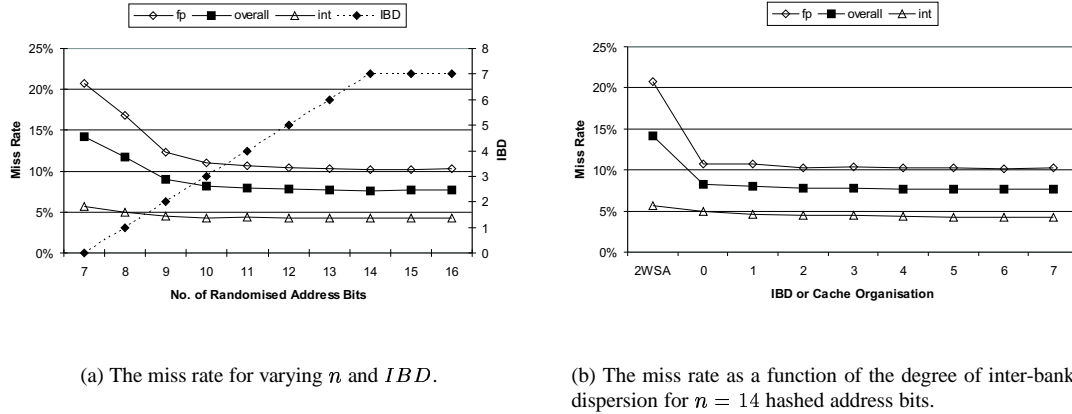 fp overall int IBD
25%
20%
15%
10%
5%
0%
Miss Rate
8
7
6
5
4
3
2
1
0
IBD
7 8 9 10 11 12 13 14 15 16
No. of Randomised Address Bits
(a) The miss rate for varying n and IBD.
fp overall int
25%
20%
15%
10%
5%
0%
Miss Rate
2WSA 0 1 2 3 4 5 6 7
IBD or Cache Organisation
(b) The miss rate as a function of the degree of inter-bank
dispersion for n = 14 hashed address bits.